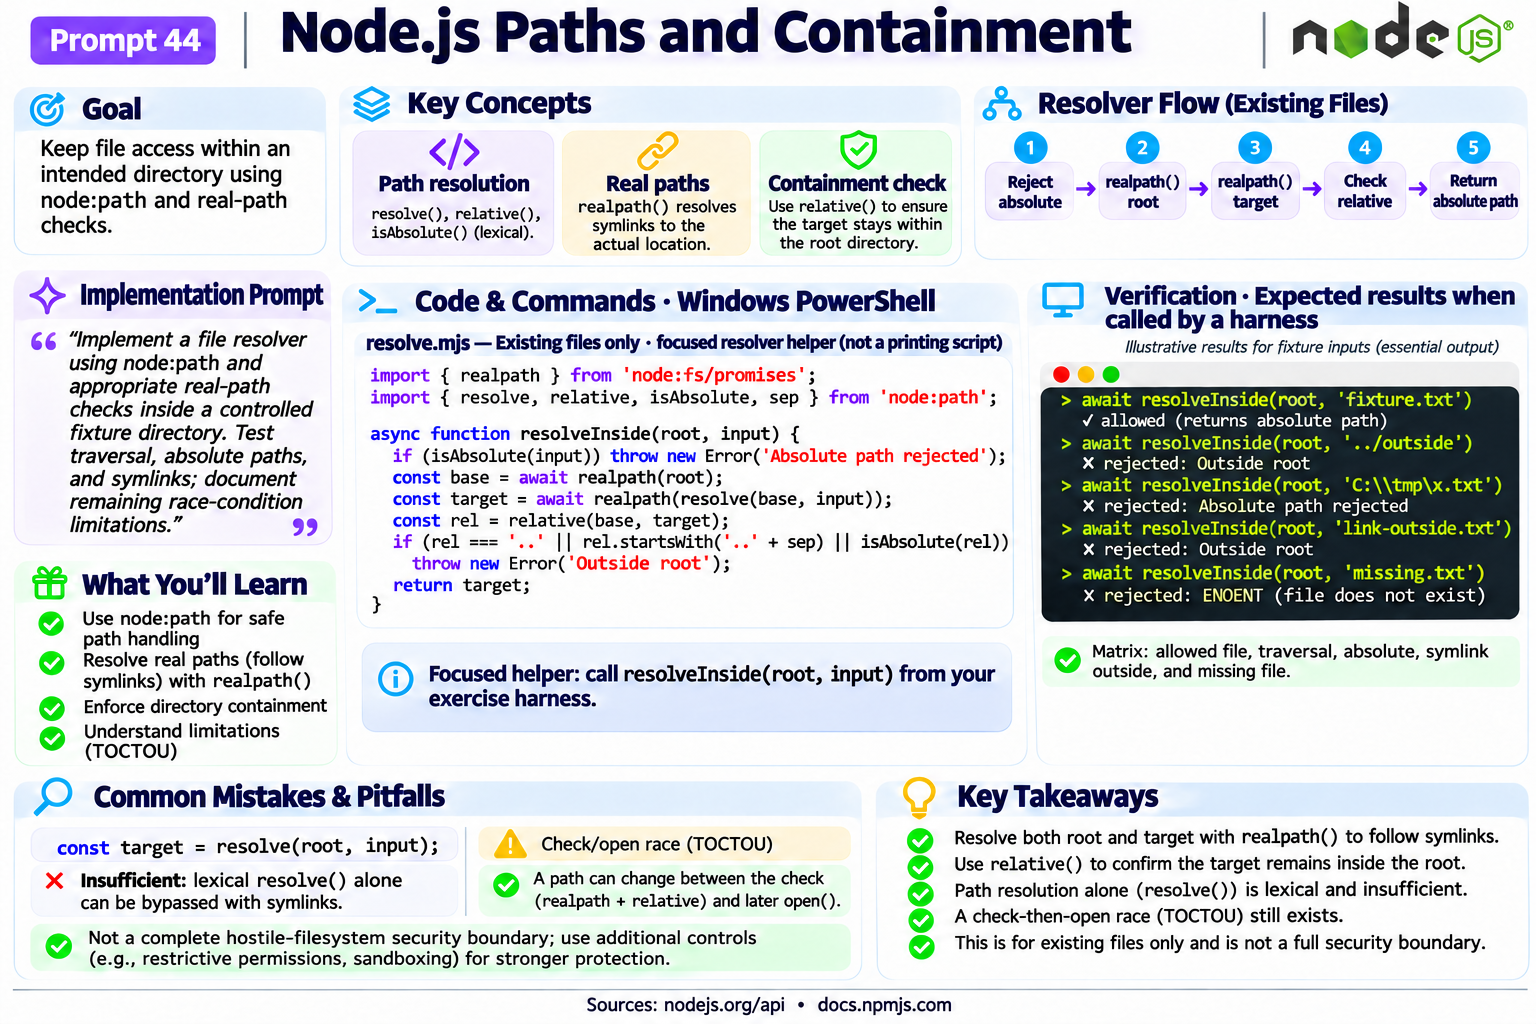 Prompt 44
Node.js Paths and Containment
node JS ®
Goal
Keep file access within an
intended directory using
node:path and real-path
checks.
Key Concepts
</>
Path resolution
resolve(), relative(),
isAbsolute() (lexical).
Real paths
realpath() resolves
symlinks to the
actual location.
Containment check
Use relative() to ensure
the target stays within
the root directory.
Resolver Flow (Existing Files)
1
Reject
absolute
2
realpath()
root
3
realpath()
target
4
Check
relative
5
Return
absolute path
Implementation Prompt
“Implement a file resolver
using node:path and
appropriate real-path
checks inside a controlled
fixture directory. Test
traversal, absolute paths,
and symlinks; document
remaining race-condition
limitations.”
What You’ll Learn
Use node:path for safe
path handling
Resolve real paths (follow
symlinks) with realpath()
Enforce directory containment
Understand limitations
(TOCTOU)
Code & Commands · Windows PowerShell
resolve.mjs — Existing files only · focused resolver helper (not a printing script)
import { realpath } from 'node:fs/promises';
import { resolve, relative, isAbsolute, sep } from 'node:path';
async function resolveInside(root, input) {
if (isAbsolute(input)) throw new Error('Absolute path rejected');
const base = await realpath(root);
const target = await realpath(resolve(base, input));
const rel = relative(base, target);
if (rel === '..' || rel.startsWith('..' + sep) || isAbsolute(rel))
throw new Error('Outside root');
return target;
}
Focused helper: call resolveInside(root, input) from your
exercise harness.
Verification · Expected results when
called by a harness
Illustrative results for fixture inputs (essential output)
> await resolveInside(root, 'fixture.txt')
✓ allowed (returns absolute path)
> await resolveInside(root, '../outside')
✗ rejected: Outside root
> await resolveInside(root, 'C:\\tmp\x.txt')
✗ rejected: Absolute path rejected
> await resolveInside(root, 'link-outside.txt')
✗ rejected: Outside root
> await resolveInside(root, 'missing.txt')
✗ rejected: ENOENT (file does not exist)
Matrix: allowed file, traversal, absolute, symlink
outside, and missing file.
Common Mistakes & Pitfalls
const target = resolve(root, input);
Insufficient: lexical resolve() alone
can be bypassed with symlinks.
Check/open race (TOCTOU)
A path can change between the check
(realpath + relative) and later open().
Not a complete hostile-filesystem security boundary; use additional controls
(e.g., restrictive permissions, sandboxing) for stronger protection.
Key Takeaways
Resolve both root and target with realpath() to follow symlinks.
Use relative() to confirm the target remains inside the root.
Path resolution alone (resolve()) is lexical and insufficient.
A check-then-open race (TOCTOU) still exists.
This is for existing files only and is not a full security boundary.
Sources: nodejs.org/api • docs.npmjs.com